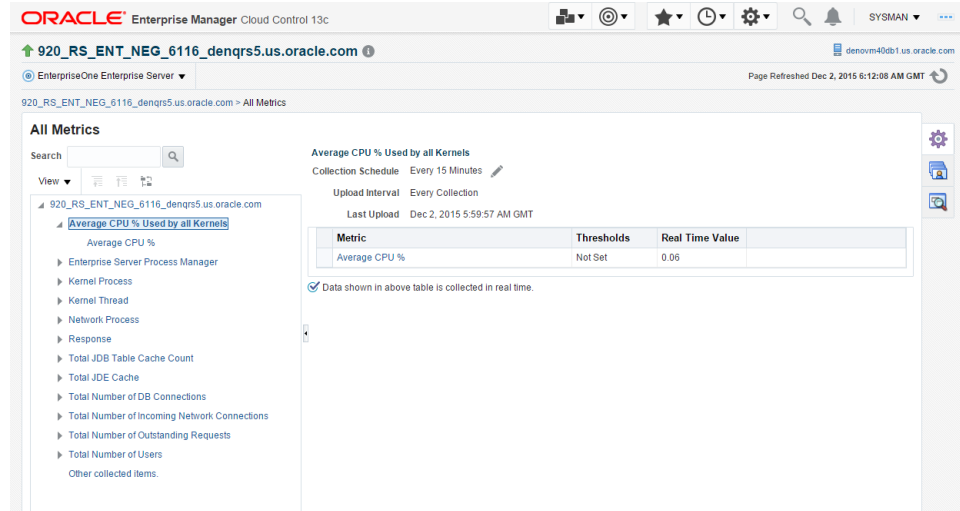 ORACLE® Enterprise Manager Cloud Control 13c
SYSMAN
920_RS_ENT_NEG_6116_denqrs5.us.oracle.com
denovm40db1.us.oracle.com
EnterpriseOne Enterprise Server
Page Refreshed Dec 2, 2015 6:12:08 AM GMT
920_RS_ENT_NEG_6116_denqrs5.us.oracle.com > All Metrics
All Metrics
Search
View
920_RS_ENT_NEG_6116_denqrs5.us.oracle.com
Average CPU % Used by all Kernels
Average CPU %
Enterprise Server Process Manager
Kernel Process
Kernel Thread
Network Process
Response
Total JDB Table Cache Count
Total JDE Cache
Total Number of DB Connections
Total Number of Incoming Network Connections
Total Number of Outstanding Requests
Total Number of Users
Other collected items.
Average CPU % Used by all Kernels
Collection Schedule Every 15 Minutes
Upload Interval Every Collection
Last Upload Dec 2, 2015 5:59:57 AM GMT
Metric Thresholds Real Time Value
Average CPU % Not Set 0.06
Data shown in above table is collected in real time.